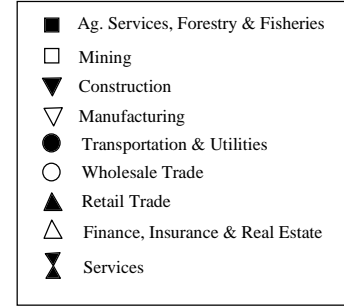 Ag. Services, Forestry & Fisheries
Mining
Construction
Manufacturing
Transportation & Utilities
Wholesale Trade
Retail Trade
Finance, Insurance & Real Estate
Services